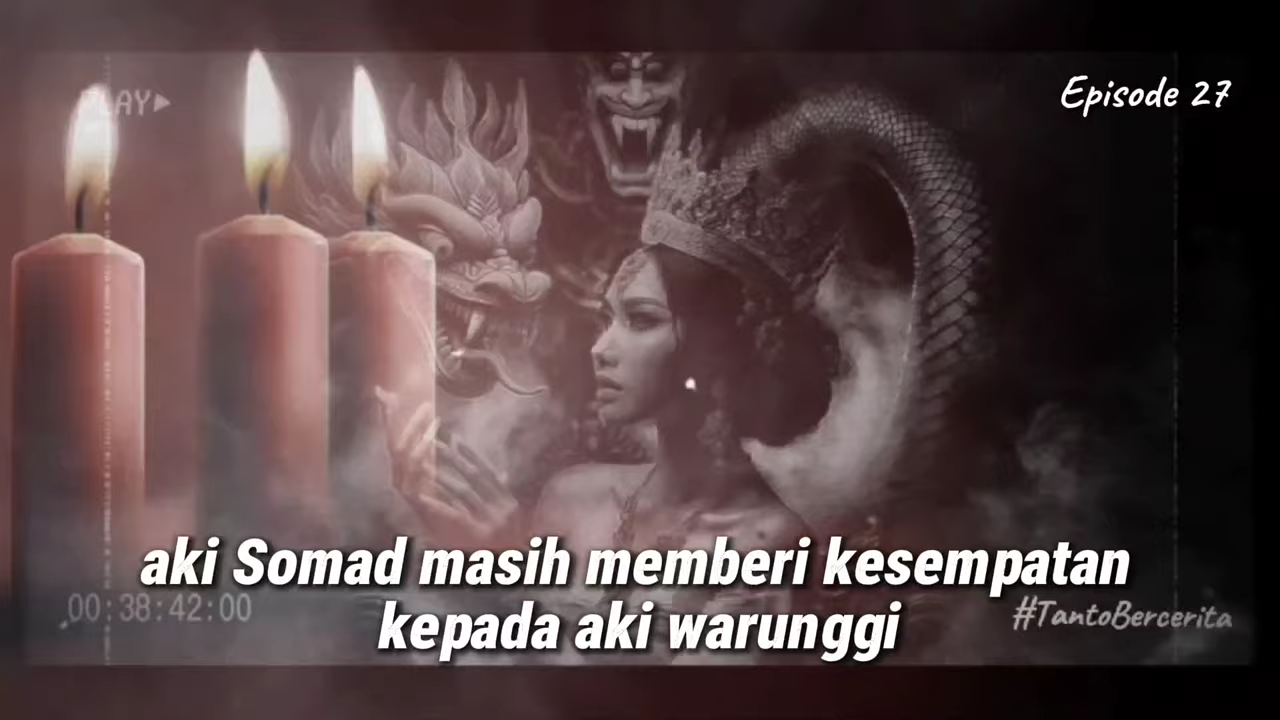 PLAY
Episode 27
aki Somad masih memberi kesempatan
kepada aki warunggi
00:38:42:00
#TantoBercerita